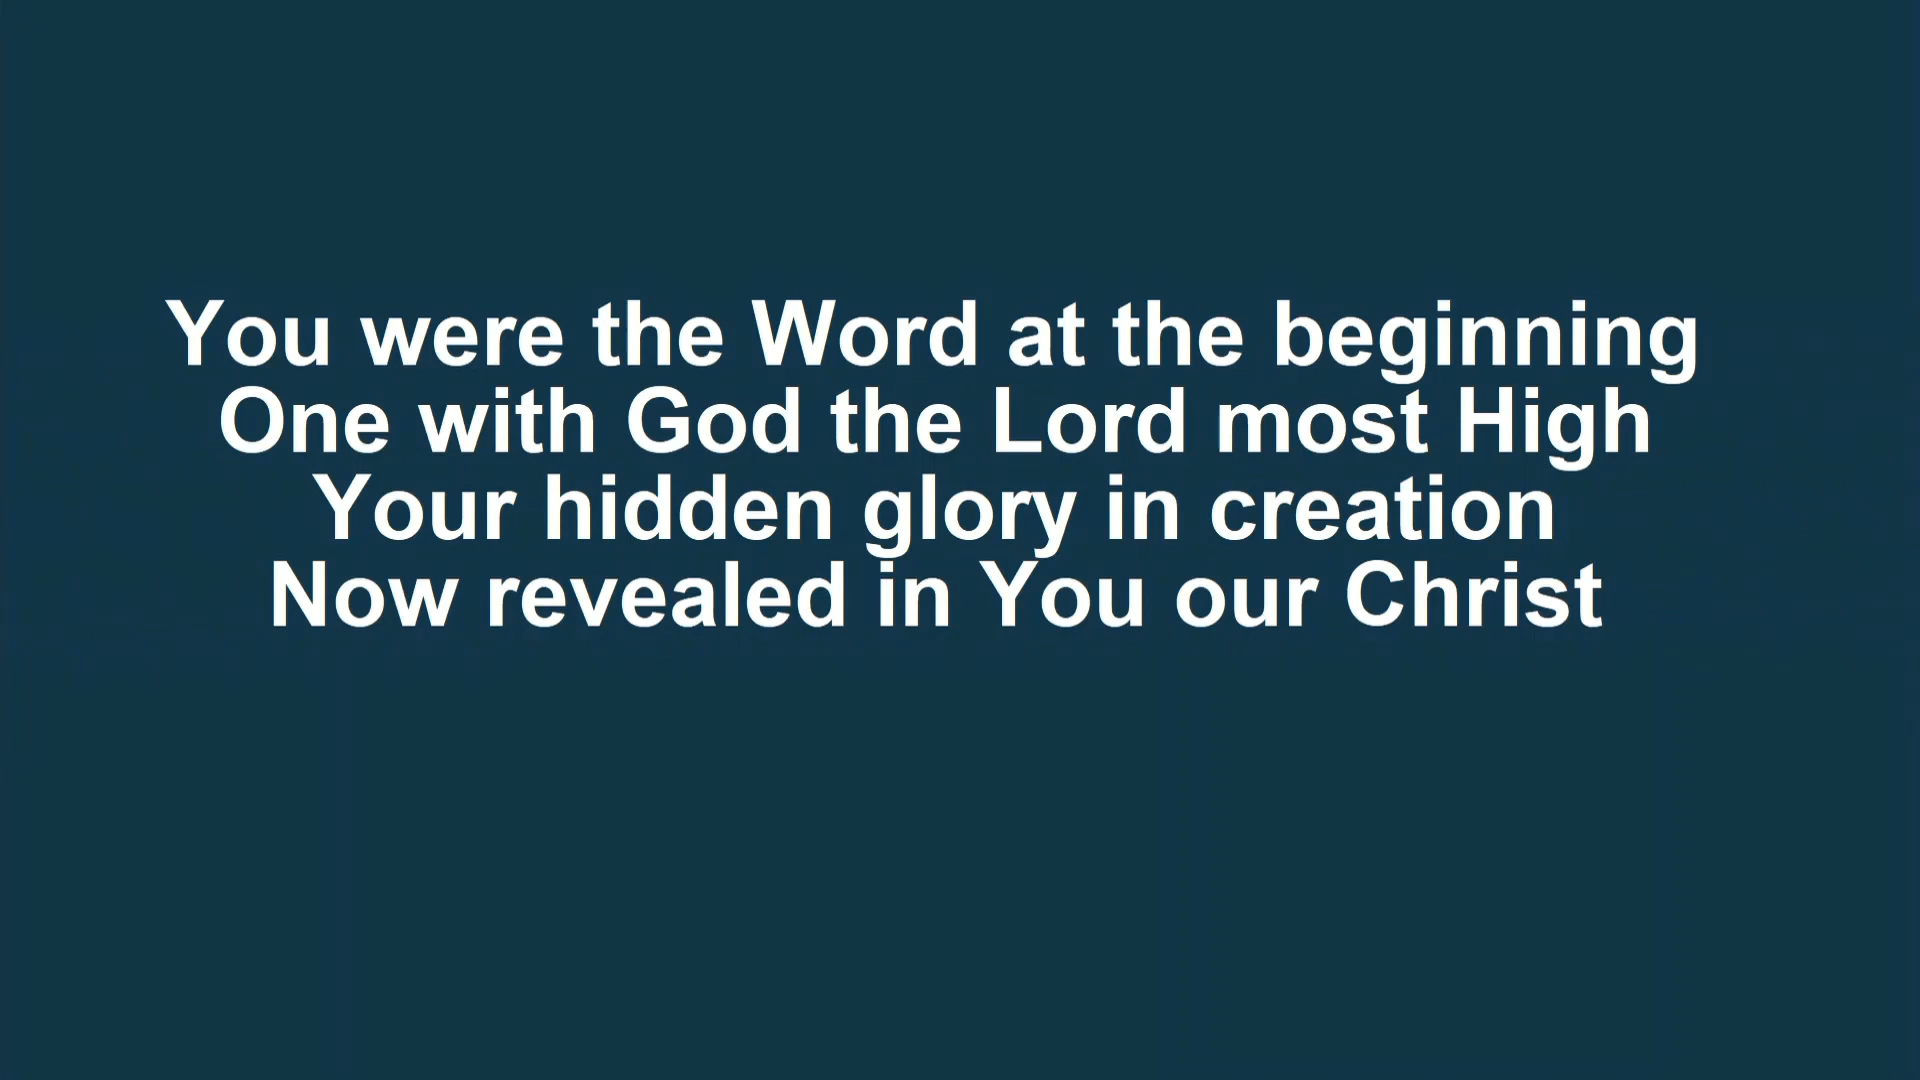 You were the Word at the beginning
One with God the Lord most High
Your hidden glory in creation
Now revealed in You our Christ